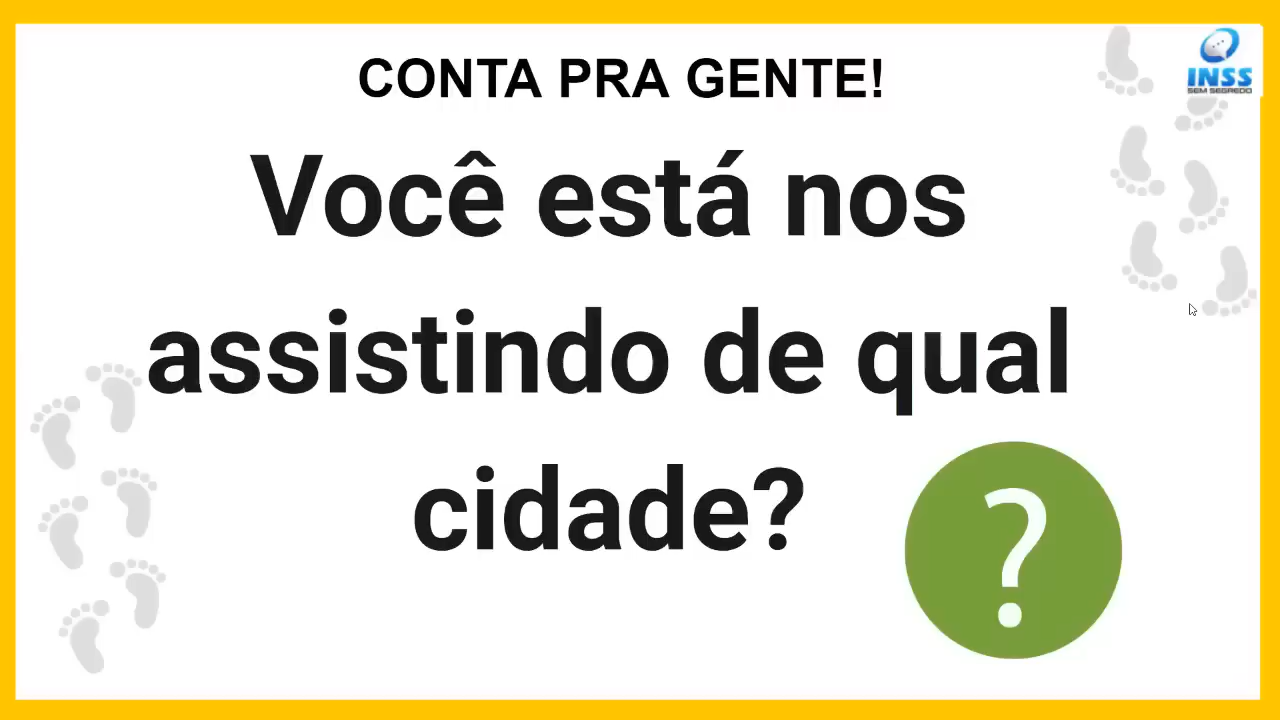 CONTA PRA GENTE!
INSS
SEM SEGREDO
Você está nos
assistindo de qual
cidade?
?